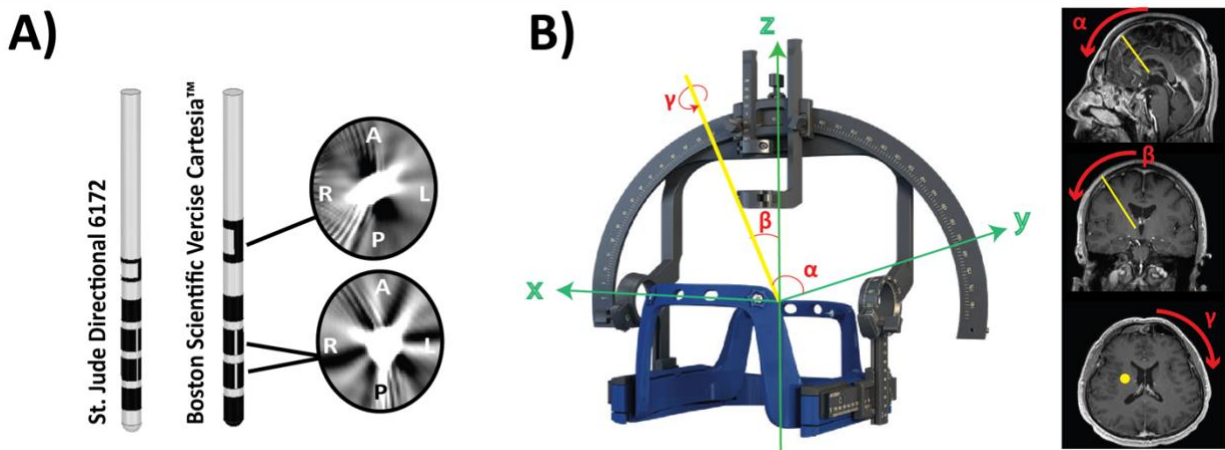 A)
St. Jude Directional 6172
Boston Scientific Vercise Cartesia™
A
R
L
P
A
R
L
P
B)
z
γ
β
α
y
x
α
β
γ